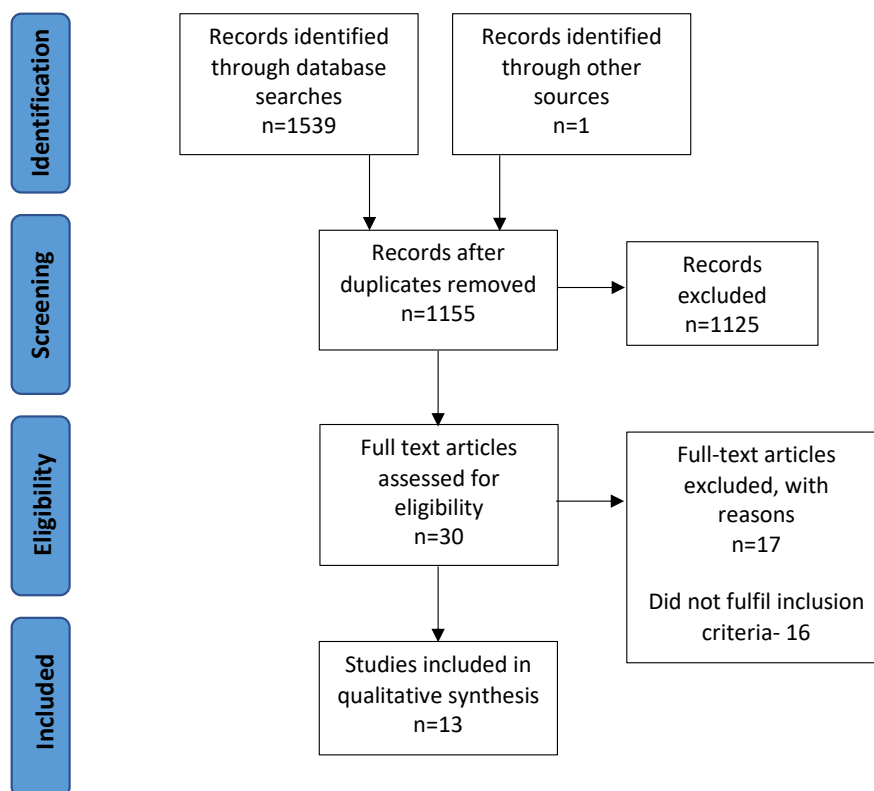 Identification
Records identified
through database
searches
n=1539
Records identified
through other
sources
n=1
Screening
Records after
duplicates removed
n=1155
Records
excluded
n=1125
Eligibility
Full text articles
assessed for
eligibility
n=30
Full-text articles
excluded, with
reasons
n=17
Did not fulfil inclusion
criteria- 16
Included
Studies included in
qualitative synthesis
n=13